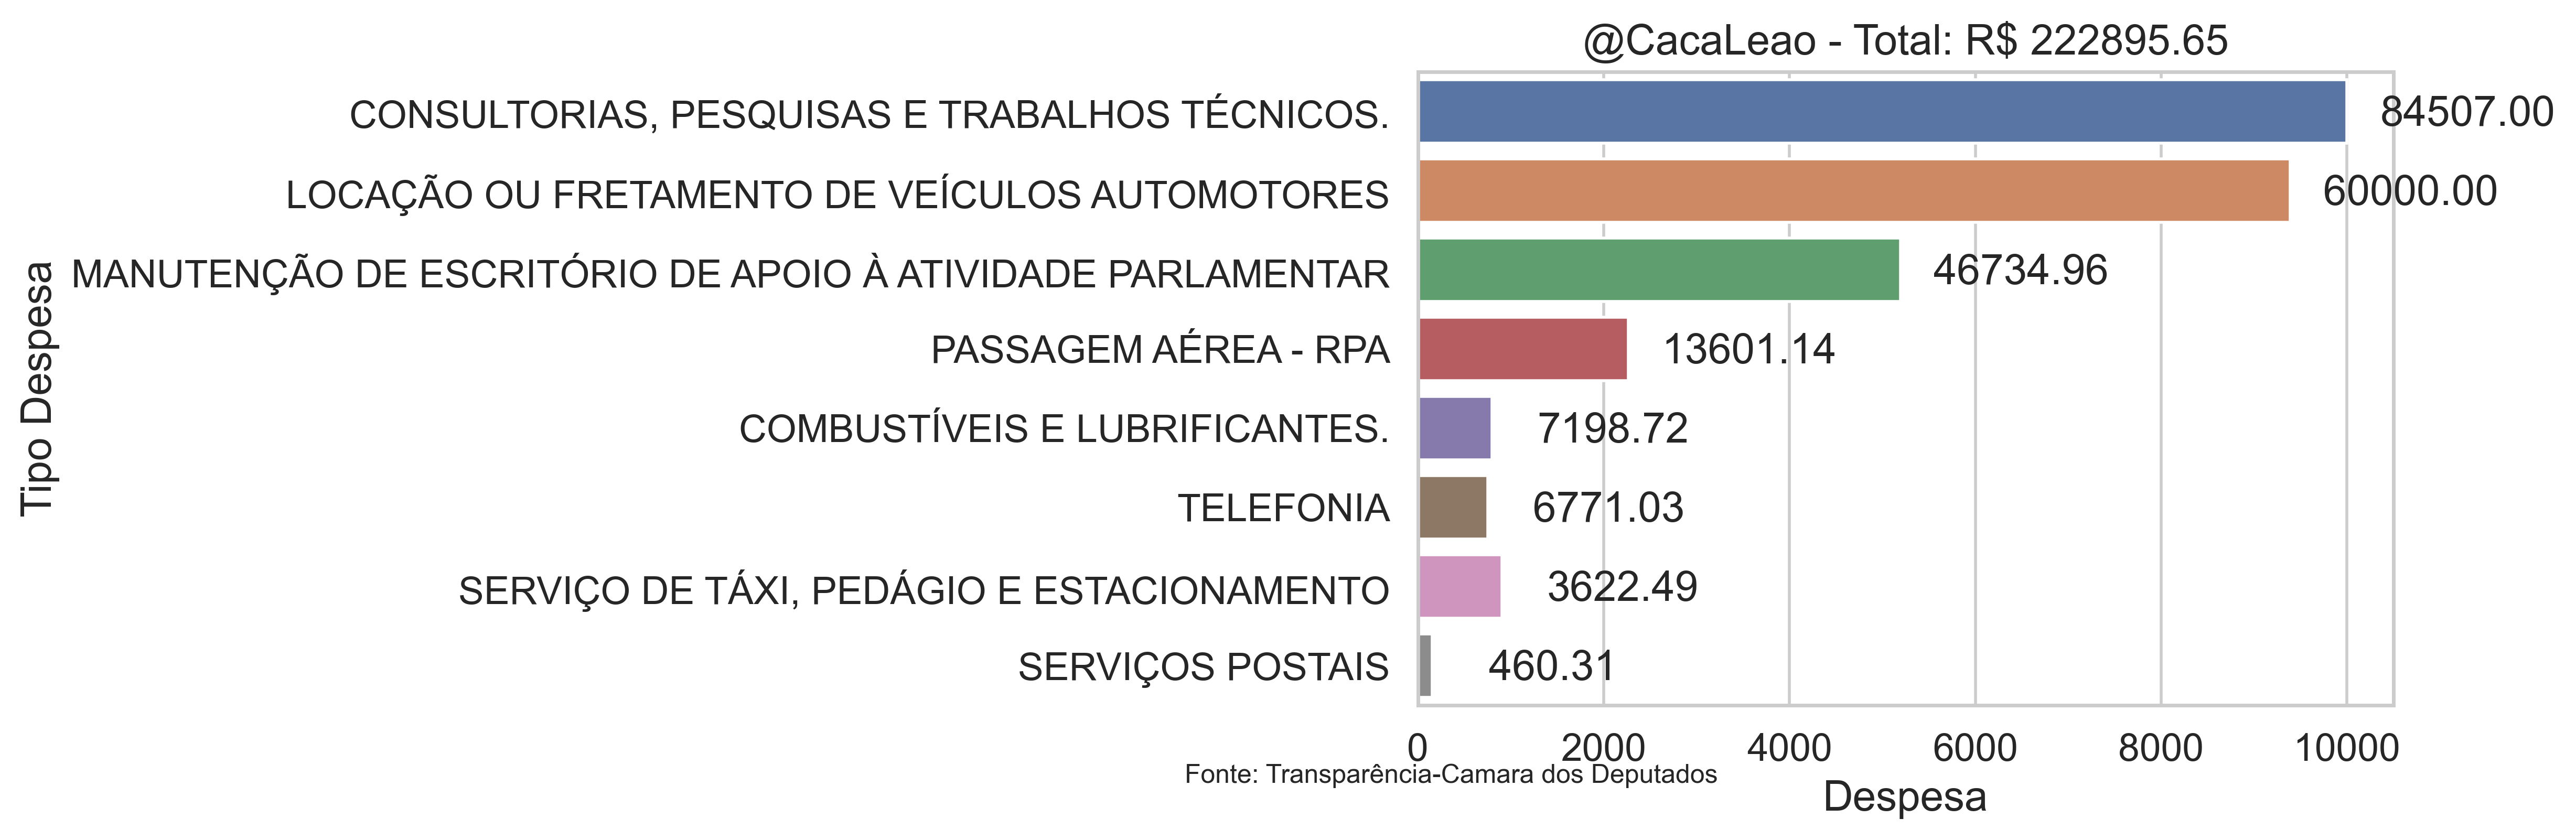 @CacaLeao - Total: R$ 222895.65
Tipo Despesa
CONSULTORIAS, PESQUISAS E TRABALHOS TÉCNICOS. 84507.00
LOCAÇÃO OU FRETAMENTO DE VEÍCULOS AUTOMOTORES 60000.00
MANUTENÇÃO DE ESCRITÓRIO DE APOIO À ATIVIDADE PARLAMENTAR 46734.96
PASSAGEM AÉREA - RPA 13601.14
COMBUSTÍVEIS E LUBRIFICANTES. 7198.72
TELEFONIA 6771.03
SERVIÇO DE TÁXI, PEDÁGIO E ESTACIONAMENTO 3622.49
SERVIÇOS POSTAIS 460.31
0 2000 4000 6000 8000 10000
Fonte: Transparência-Camara dos Deputados
Despesa